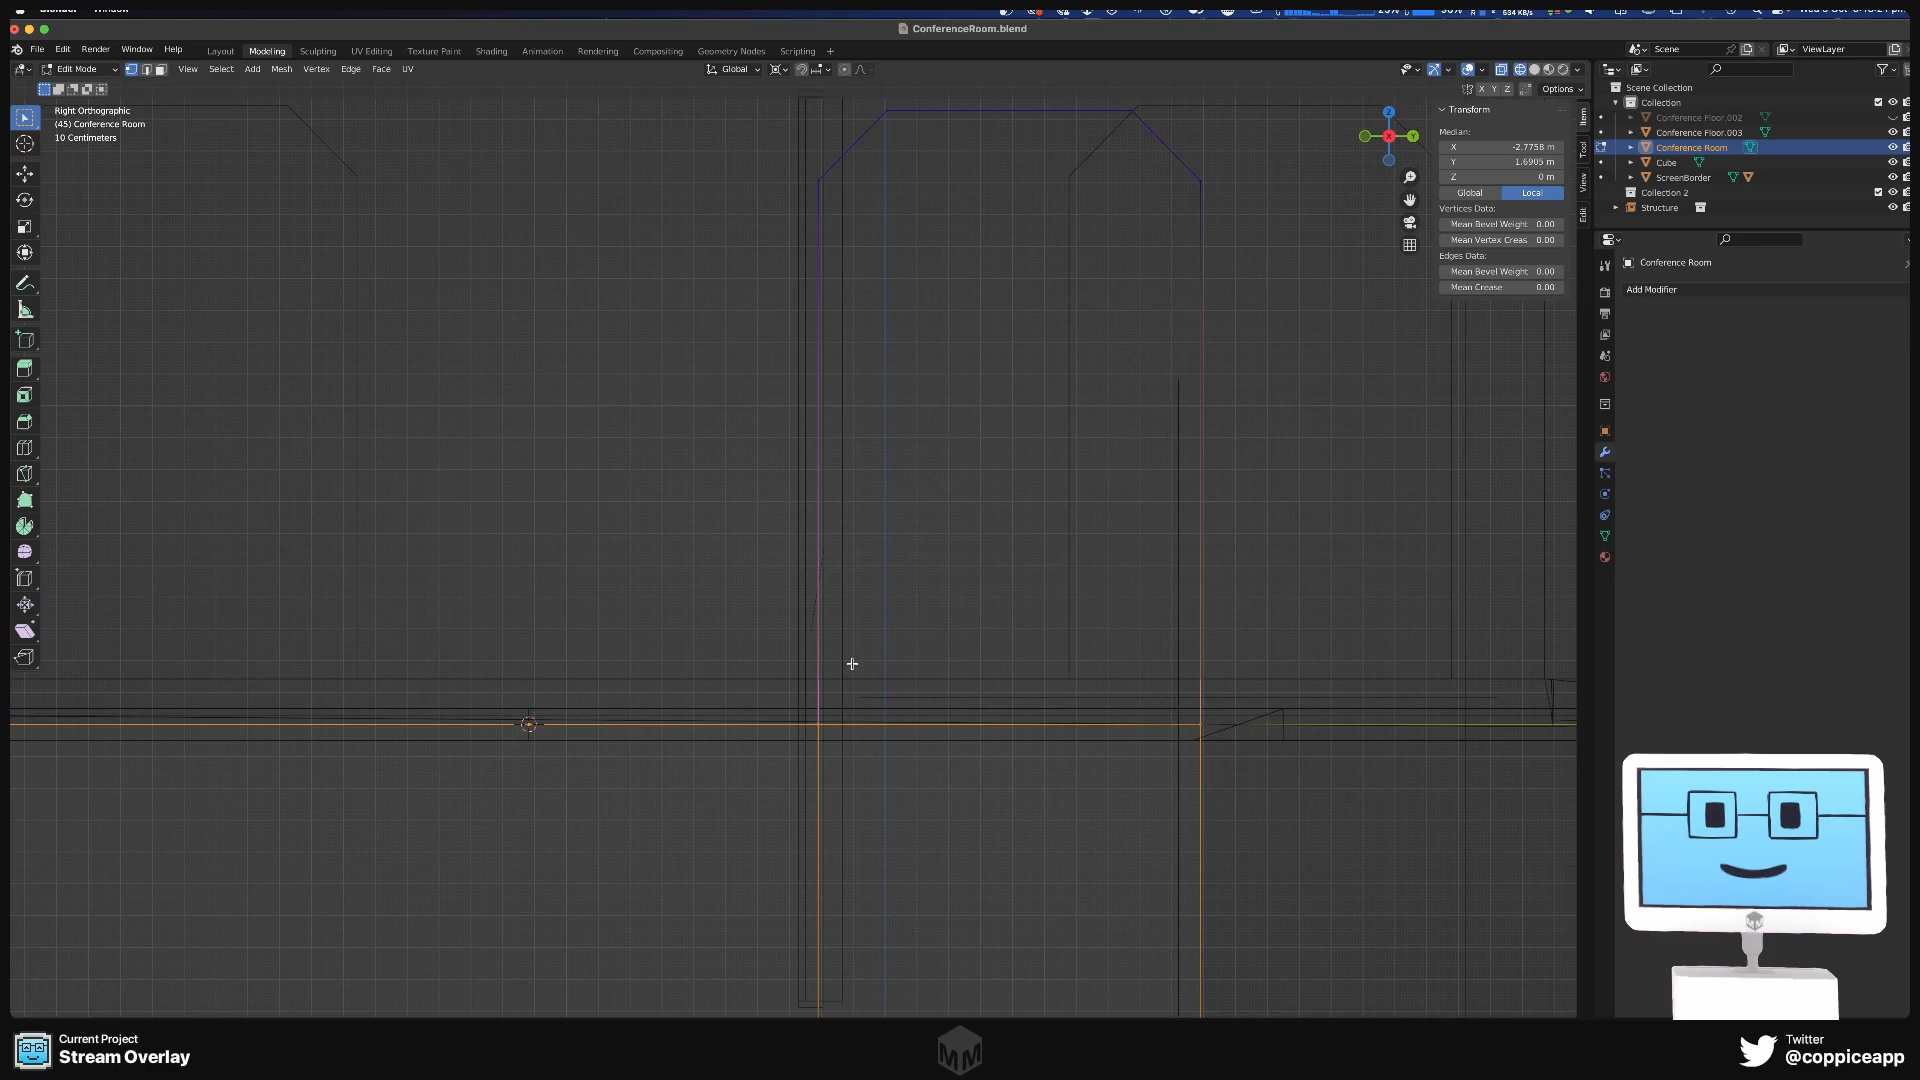 ConferenceRoom.blend
File Edit Render Window Help
Layout Modeling Sculpting UV Editing Texture Paint Shading Animation Rendering Compositing Geometry Nodes Scripting +
Scene ViewLayer
Edit Mode View Select Add Mesh Vertex Edge Face UV
Global
X Y Z Options
Right Orthographic
(45) Conference Room
10 Centimeters
Z
Y
X
Transform
Median:
X -2.7758 m
Y 1.6905 m
Z 0 m
Global Local
Vertices Data:
Mean Bevel Weight 0.00
Mean Vertex Creas 0.00
Edges Data:
Mean Bevel Weight 0.00
Mean Crease 0.00
Item
Tool
View
Edit
Scene Collection
Collection
Conference Floor.002
Conference Floor.003
Conference Room
Cube
ScreenBorder
Collection 2
Structure
Conference Room
Add Modifier
Current Project
Stream Overlay
MM
Twitter
@coppiceapp